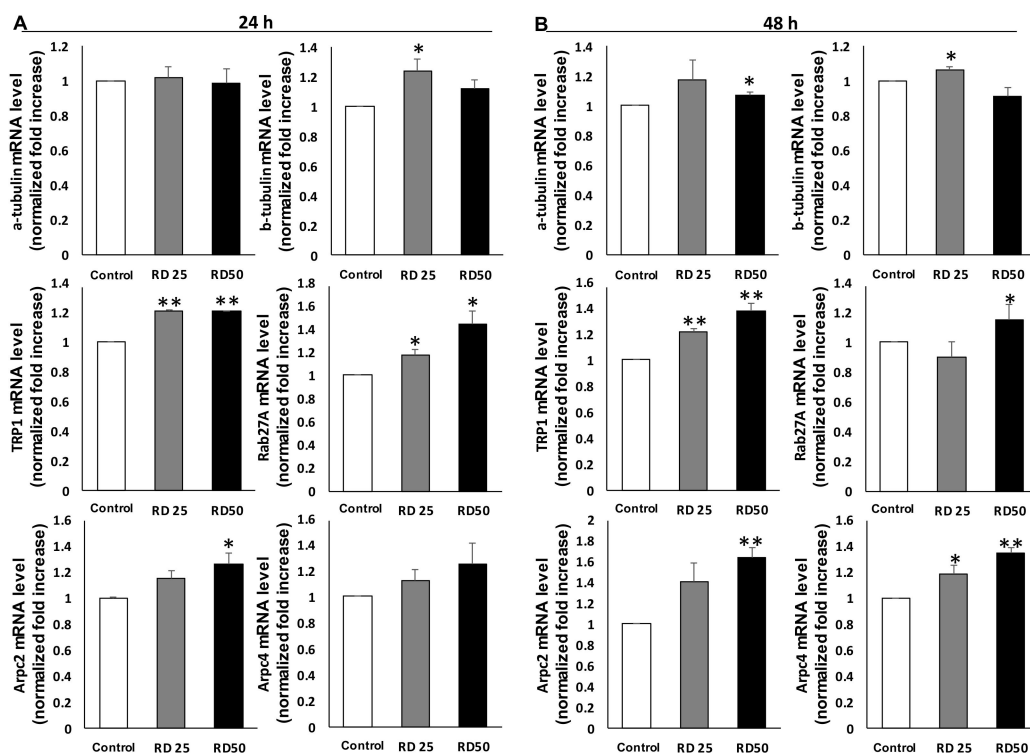 A
24 h
a-tubulin mRNA level
(normalized fold increase)
1.2
1
0.8
0.6
0.4
0.2
0
Control RD 25 RD50
b-tubulin mRNA level
(normalized fold increase)
1.4
1.2
1
0.8
0.6
0.4
0.2
0
*
Control RD 25 RD50
TRP1 mRNA level
(normalized fold increase)
1.4
1.2
1
0.8
0.6
0.4
0.2
0
** **
Control RD 25 RD50
Rab27A mRNA level
(normalized fold increase)
1.8
1.6
1.4
1.2
1
0.8
0.6
0.4
0.2
0
* *
Control RD 25 RD50
Arpc2 mRNA level
(normalized fold increase)
1.6
1.4
1.2
1
0.8
0.6
0.4
0.2
0
*
Control RD 25 RD50
Arpc4 mRNA level
(normalized fold increase)
1.6
1.4
1.2
1
0.8
0.6
0.4
0.2
0
Control RD 25 RD50
B
48 h
a-tubulin mRNA level
(normalized fold increase)
1.4
1.2
1
0.8
0.6
0.4
0.2
0
*
Control RD 25 RD50
b-tubulin mRNA level
(normalized fold increase)
1.2
1
0.8
0.6
0.4
0.2
0
*
Control RD 25 RD50
TRP1 mRNA level
(normalized fold increase)
1.6
1.4
1.2
1
0.8
0.6
0.4
0.2
0
** **
Control RD 25 RD50
Rab27A mRNA level
(normalized fold increase)
1.4
1.2
1
0.8
0.6
0.4
0.2
0
*
Control RD 25 RD50
Arpc2 mRNA level
(normalized fold increase)
2
1.8
1.6
1.4
1.2
1
0.8
0.6
0.4
0.2
0
**
Control RD 25 RD50
Arpc4 mRNA level
(normalized fold increase)
1.6
1.4
1.2
1
0.8
0.6
0.4
0.2
0
* **
Control RD 25 RD50